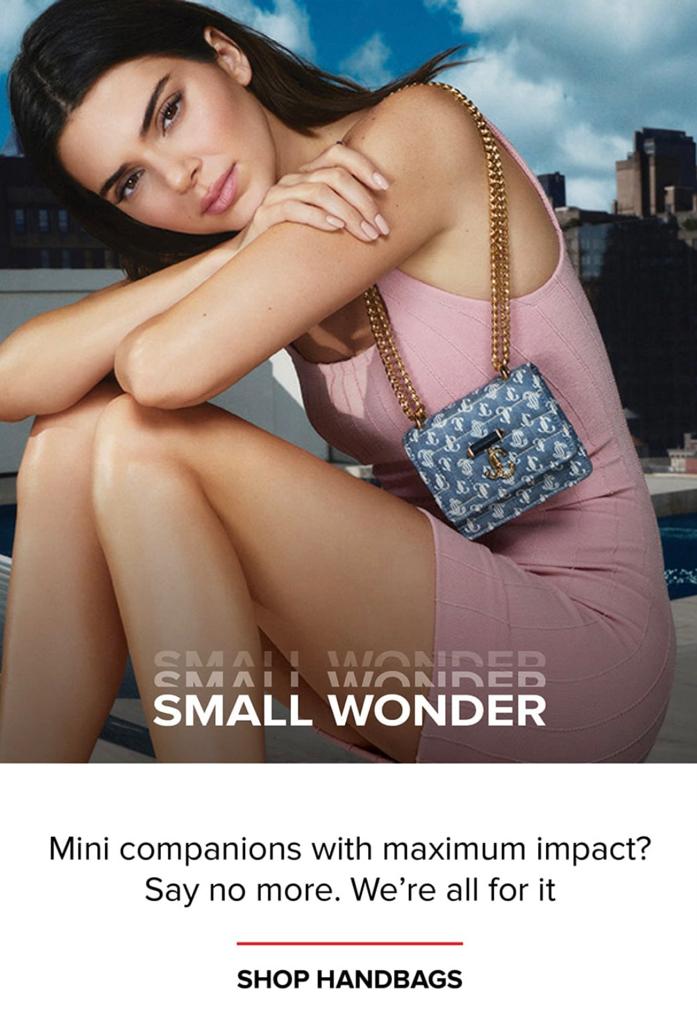 SMALL WONDER
SMALL WONDER
SMALL WONDER
Mini companions with maximum impact?
Say no more. We’re all for it
SHOP HANDBAGS